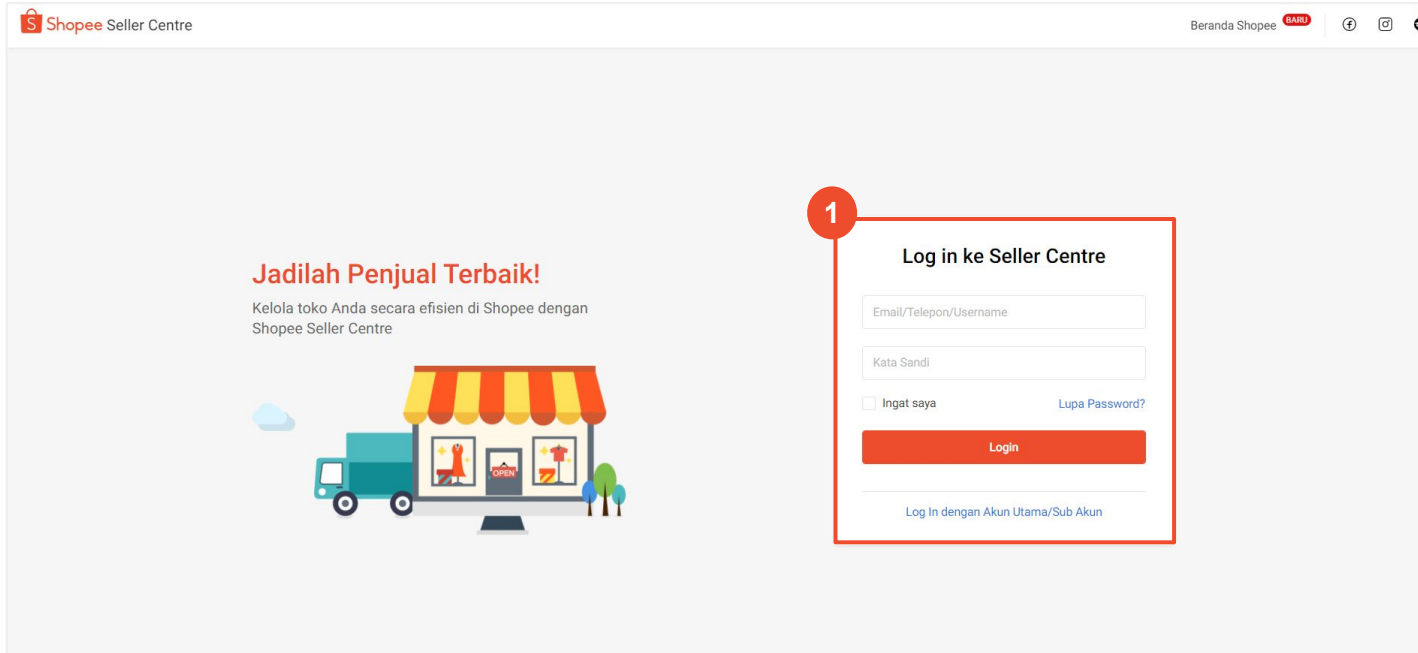 Shopee Seller Centre
Beranda Shopee BARU
1
Log in ke Seller Centre
Jadilah Penjual Terbaik!
Kelola toko Anda secara efisien di Shopee dengan
Shopee Seller Centre
Email/Telepon/Username
Kata Sandi
Ingat saya
Lupa Password?
Login
OPEN
Log In dengan Akun Utama/Sub Akun